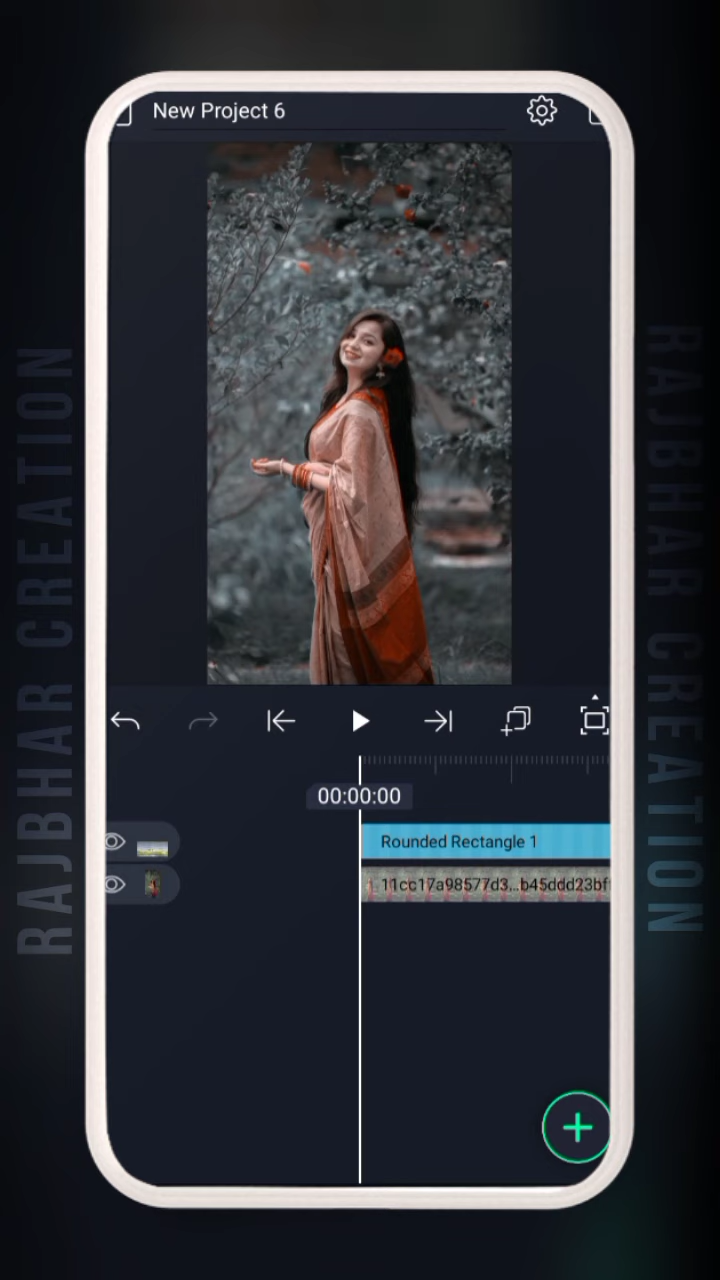 New Project 6
00:00:00
Rounded Rectangle 1
11cc17a98577d3...b45ddd23bf
RAJBHAR CREATION
RAJBHAR CREATION